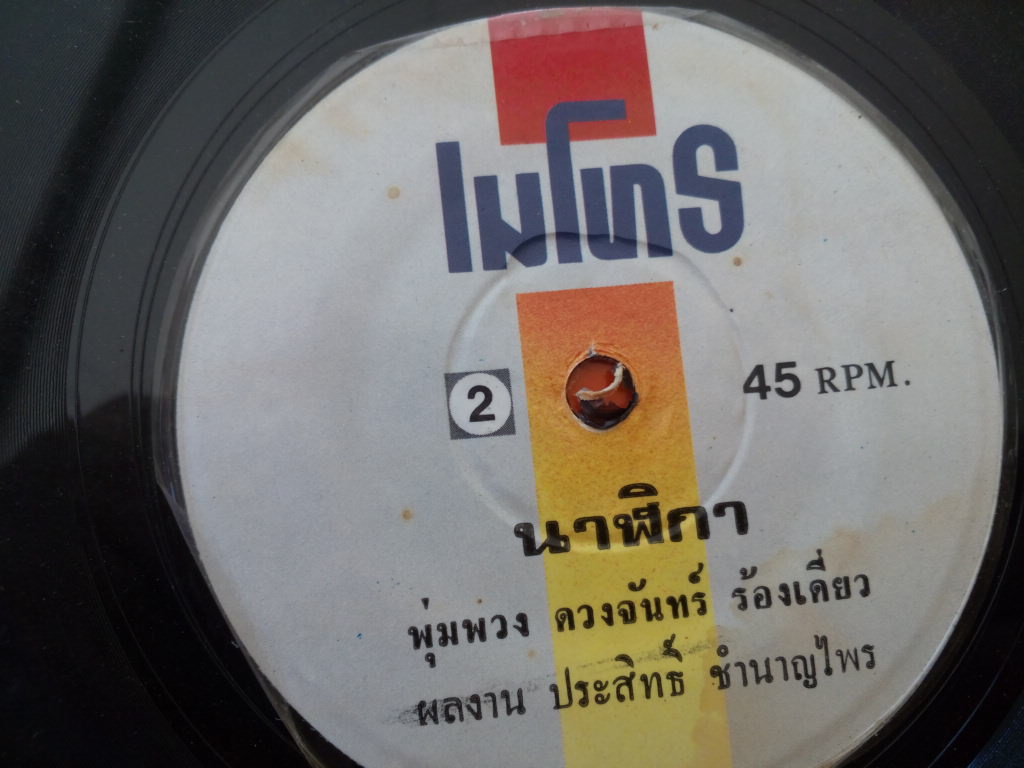 เมโทร
2
45 RPM.
นาฬิกา
พุ่มพวง ดวงจันทร์ ร้องเดี่ยว
ผลงาน ประสิทธิ์ ชำนาญไพร